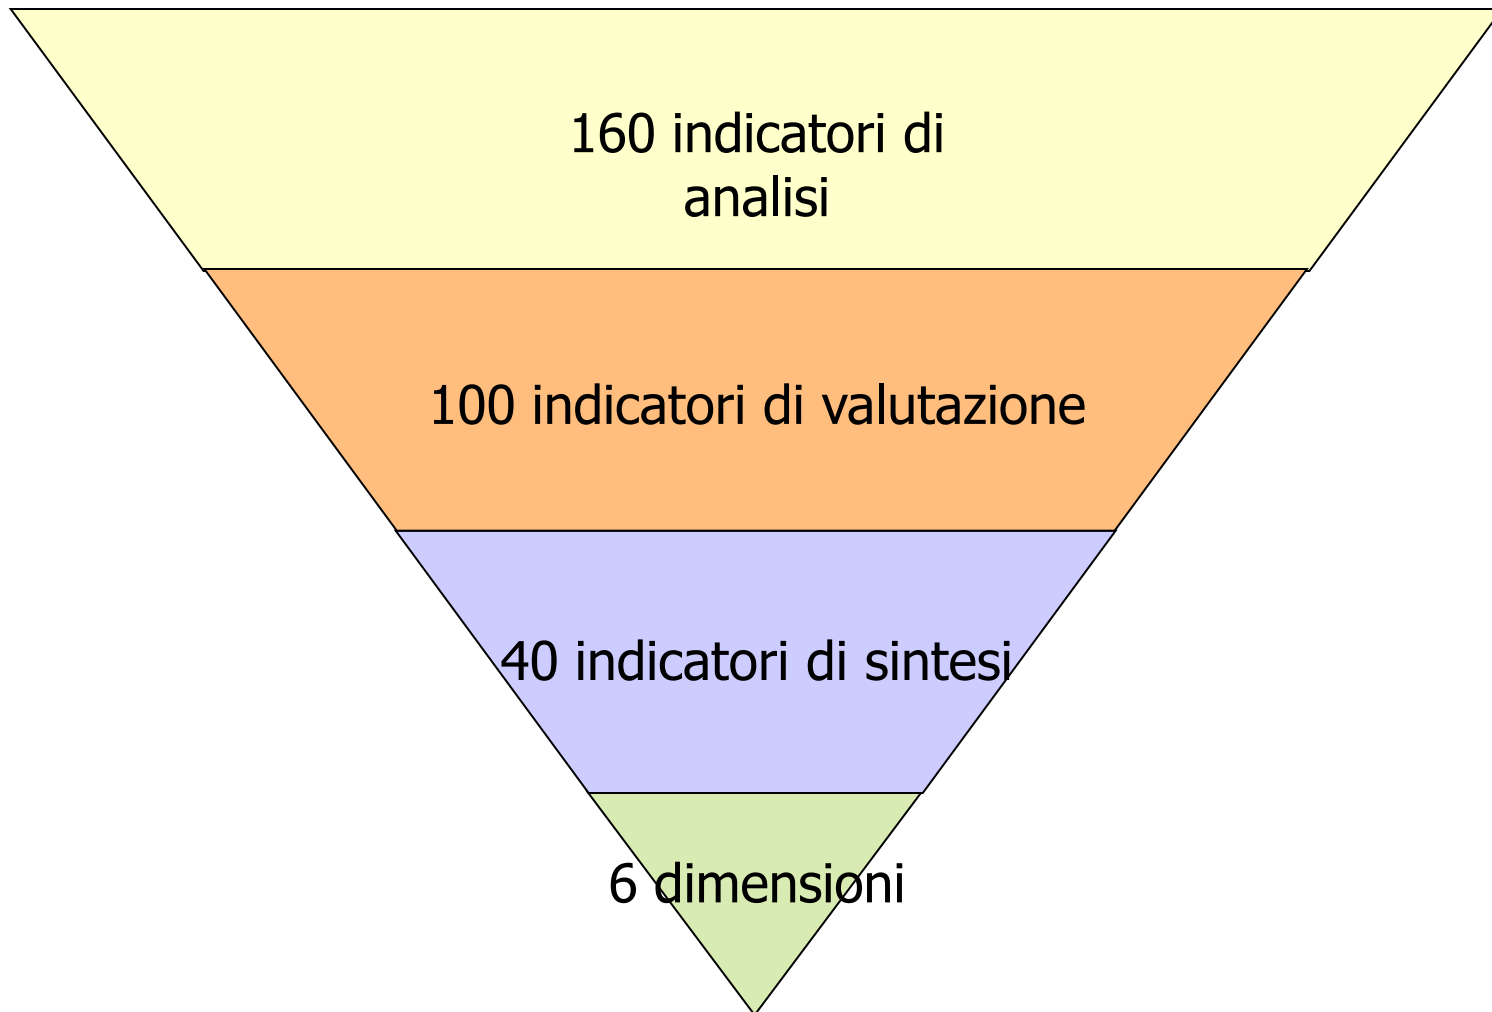 160 indicatori di
analisi
100 indicatori di valutazione
40 indicatori di sintesi
6 dimensioni